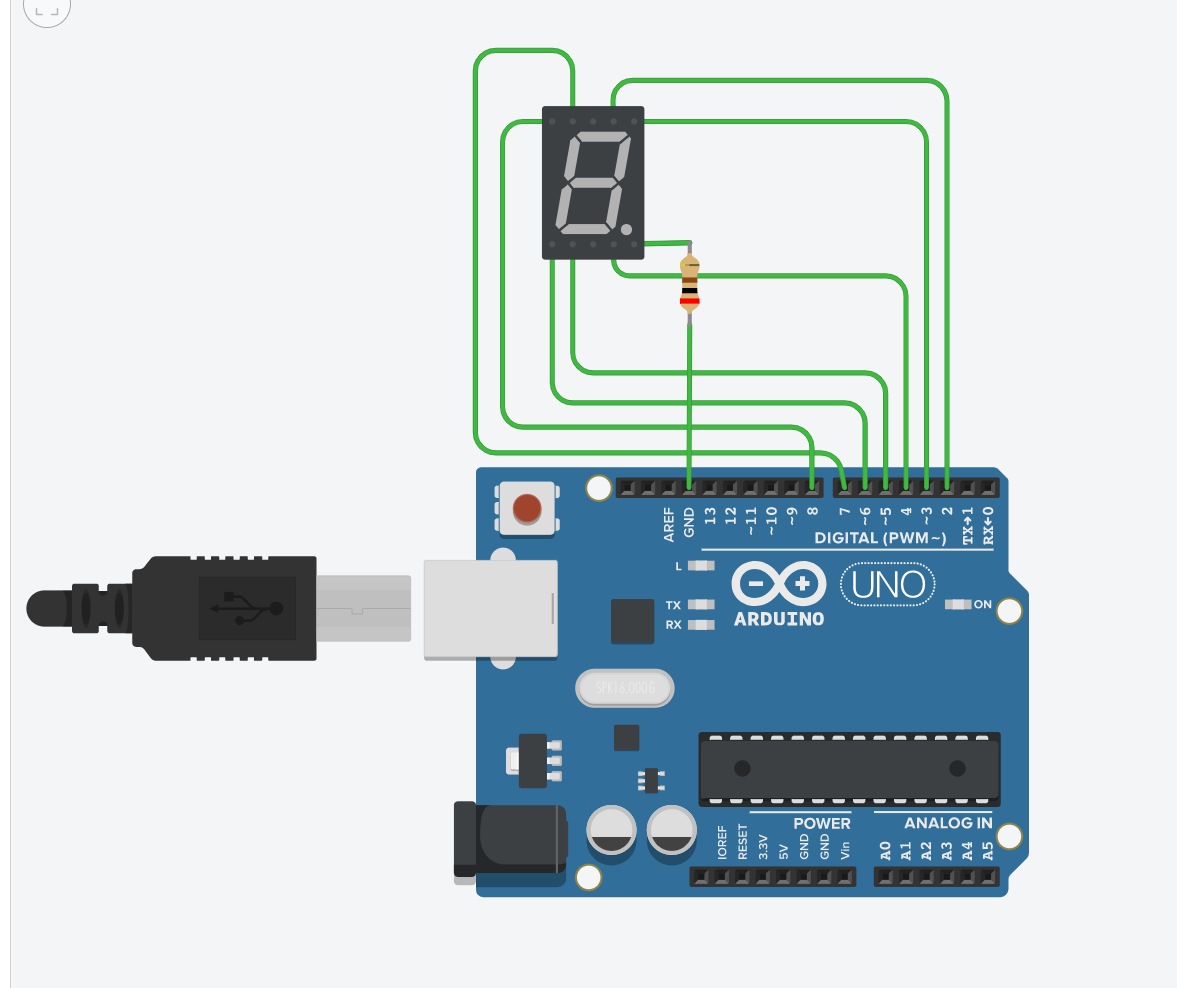 AREF
GND
13
12
~11
~10
~9
8
7
~6
~5
4
~3
2
TX→1
RX←0
DIGITAL (PWM~)
L
TX
RX
ARDUINO
UNO
ON
SPK16.000G
POWER
ANALOG IN
IOREF
RESET
3.3V
5V
GND
GND
Vin
A0
A1
A2
A3
A4
A5